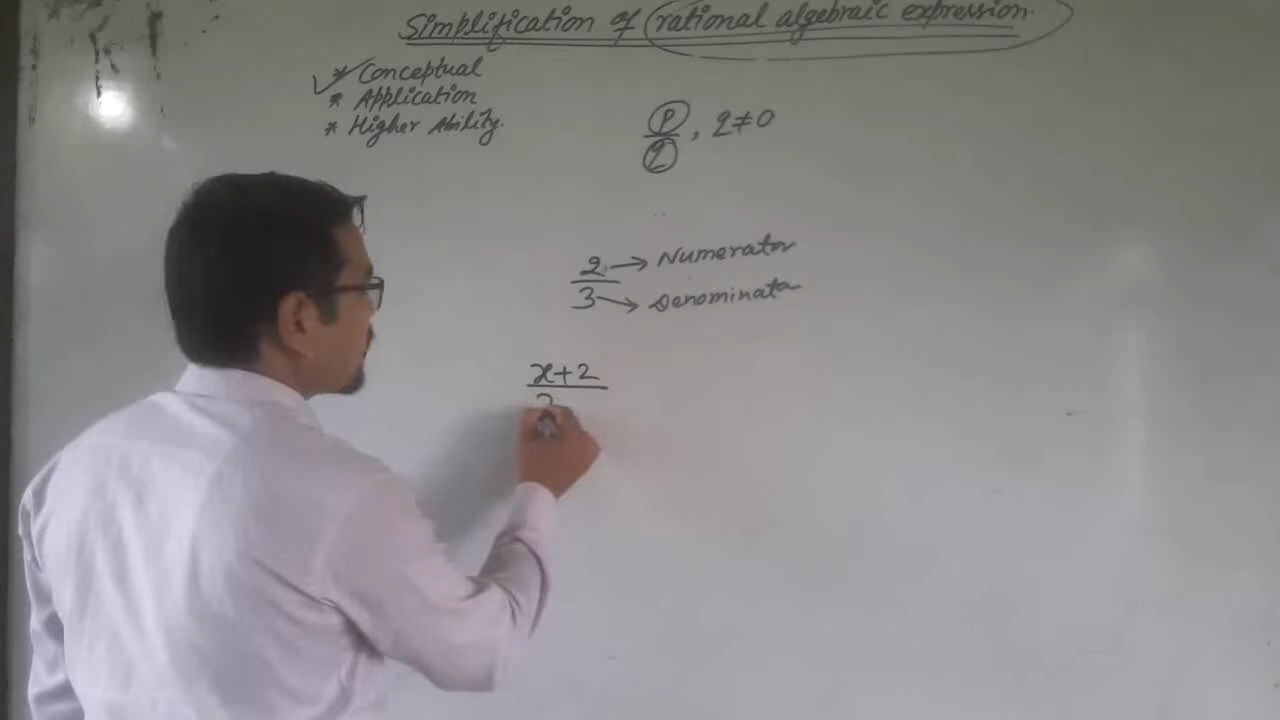 Simplification of rational algebraic expression.
* Conceptual
* Application
* Higher Ability.
p/q, q≠0
2 → Numerator
3 → Denominator
x+2